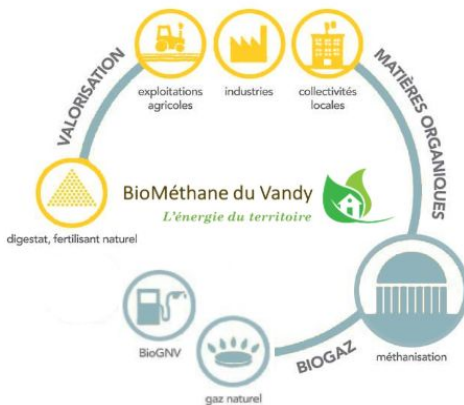 exploitations
agricoles
industries
collectivités
locales
VALORISATION
MATIÈRES ORGANIQUES
BioMéthane du Vandy
L'énergie du territoire
digestat, fertilisant naturel
BioGNV
gaz naturel
BIOGAZ
méthanisation